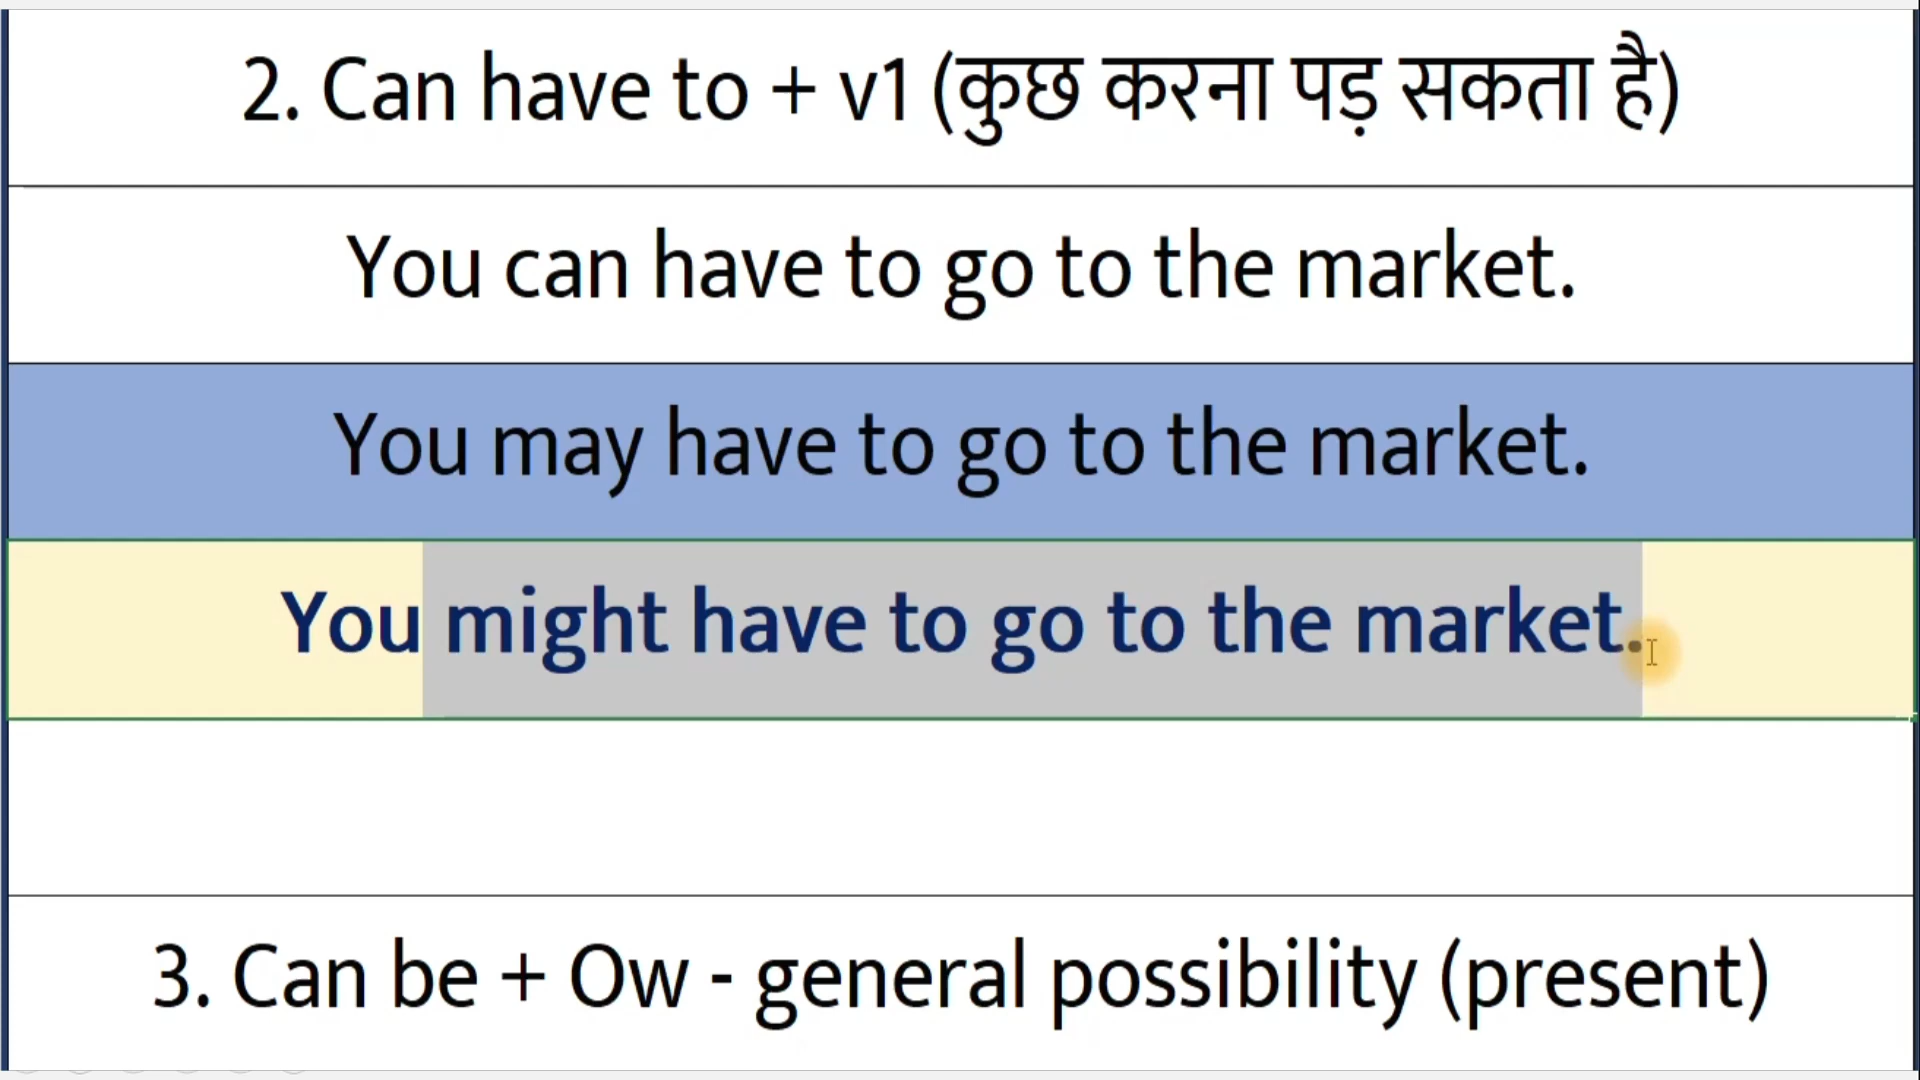 2. Can have to + v1 (कुछ करना पड़ सकता है)
You can have to go to the market.
You may have to go to the market.
You might have to go to the market.
3. Can be + Ow - general possibility (present)